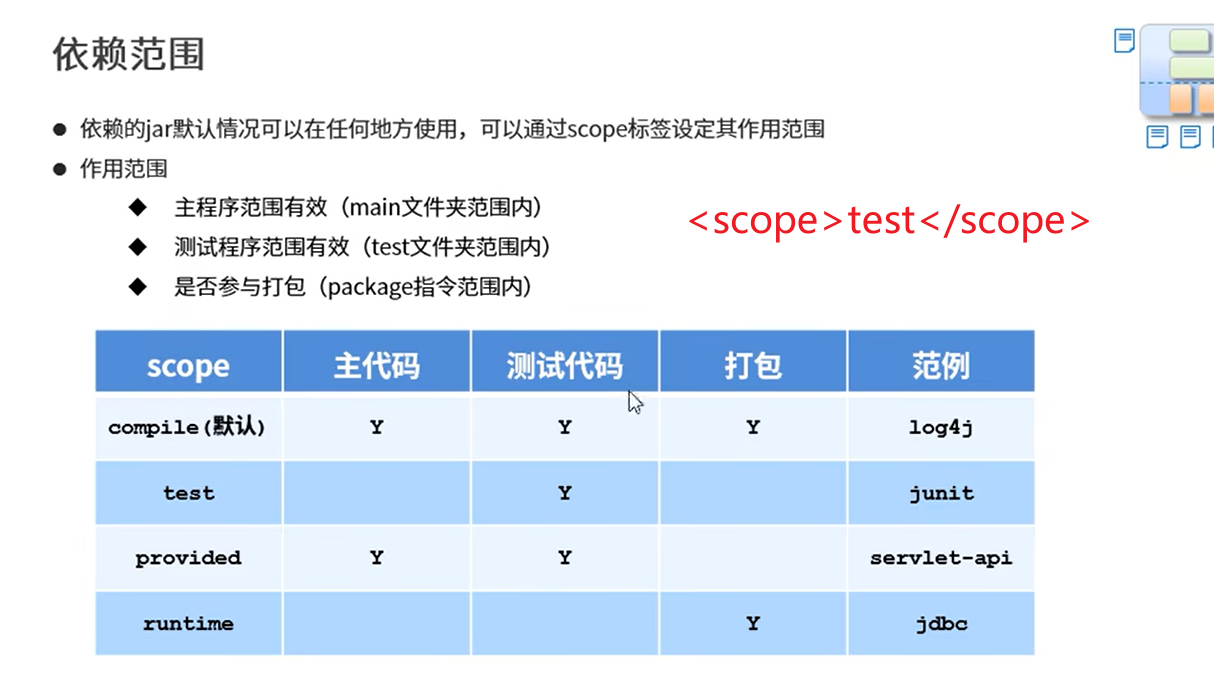 依赖范围
依赖的jar默认情况可以在任何地方使用，可以通过scope标签设定其作用范围
作用范围
主程序范围有效（main文件夹范围内）
测试程序范围有效（test文件夹范围内）
是否参与打包（package指令范围内）
<scope>test</scope>
scope 主代码 测试代码 打包 范例
compile(默认) Y Y Y log4j
test Y junit
provided Y Y servlet-api
runtime Y jdbc